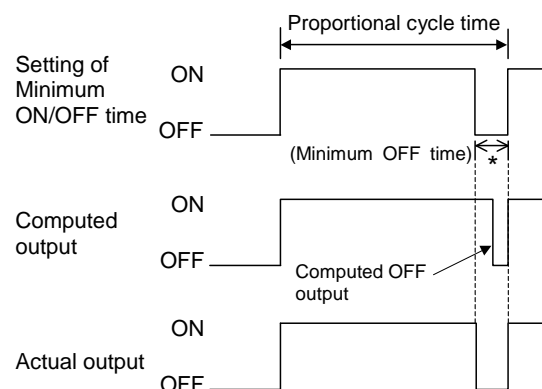 Proportional cycle time
Setting of
Minimum
ON/OFF time
ON
OFF
(Minimum OFF time)
*
Computed
output
ON
OFF
Computed OFF
output
Actual output
ON
OFF